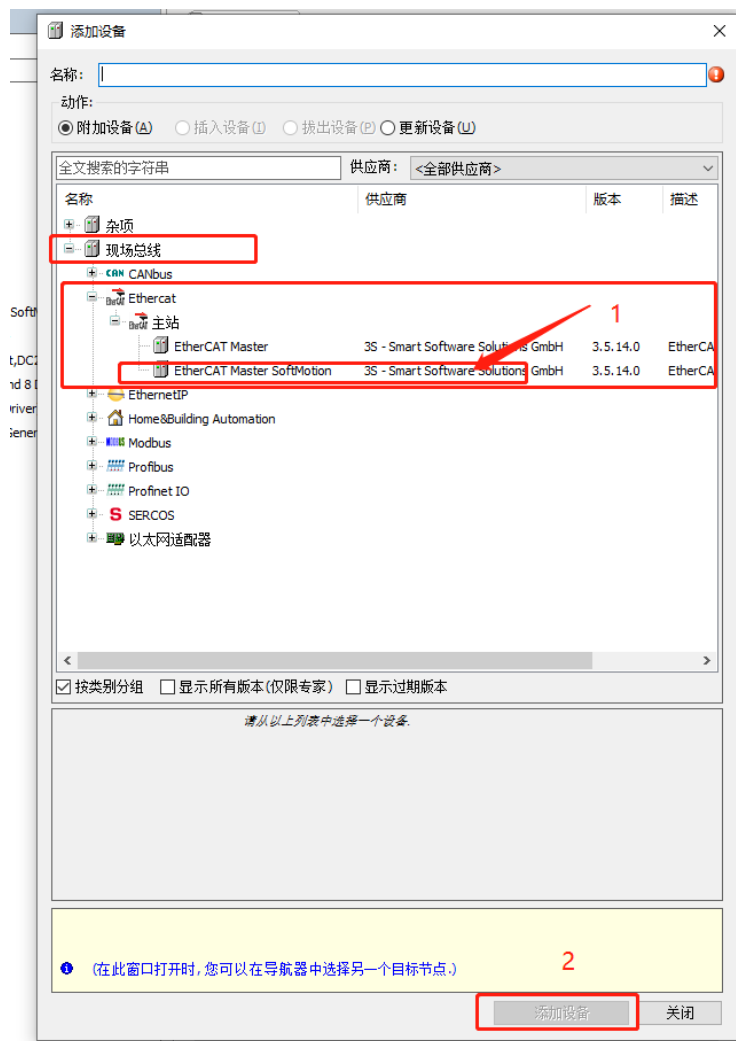 添加设备
名称:
动作:
附加设备(A) 插入设备(I) 拔出设备(P) 更新设备(U)
全文搜索的字符串 供应商: <全部供应商>
名称 供应商 版本 描述
杂项
现场总线
CAN CANbus
Ethercat
1
主站
EtherCAT Master 3S - Smart Software Solutions GmbH 3.5.14.0 EtherCA
EtherCAT Master SoftMotion 3S - Smart Software Solutions GmbH 3.5.14.0 EtherCA
EthernetIP
Home&Building Automation
Modbus
Profibus
Profinet IO
S SERCOS
以太网适配器
按类别分组 显示所有版本(仅限专家) 显示过期版本
请从以上列表中选择一个设备.
2
(在此窗口打开时,您可以在导航器中选择另一个目标节点.)
添加设备 关闭